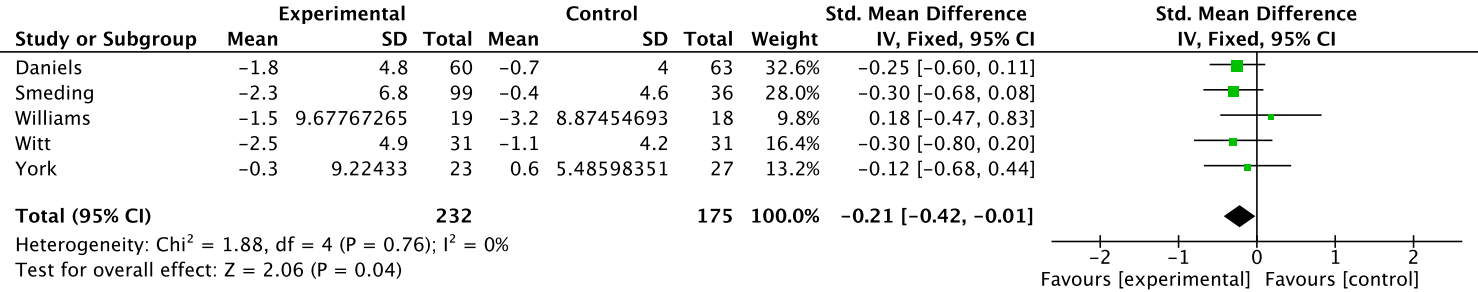 Experimental Control Std. Mean Difference Std. Mean Difference
Study or Subgroup Mean SD Total Mean SD Total Weight IV, Fixed, 95% CI IV, Fixed, 95% CI
Daniels −1.8 4.8 60 −0.7 4 63 32.6% −0.25 [−0.60, 0.11]
Smeding −2.3 6.8 99 −0.4 4.6 36 28.0% −0.30 [−0.68, 0.08]
Williams −1.5 9.67767265 19 −3.2 8.87454693 18 9.8% 0.18 [−0.47, 0.83]
Witt −2.5 4.9 31 −1.1 4.2 31 16.4% −0.30 [−0.80, 0.20]
York −0.3 9.22433 23 0.6 5.48598351 27 13.2% −0.12 [−0.68, 0.44]
Total (95% CI) 232 175 100.0% −0.21 [−0.42, −0.01]
Heterogeneity: Chi² = 1.88, df = 4 (P = 0.76); I² = 0%
Test for overall effect: Z = 2.06 (P = 0.04)
−2 −1 0 1 2
Favours [experimental] Favours [control]